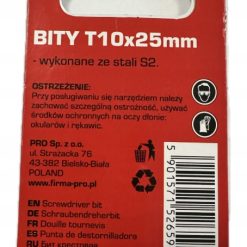 BITY T10x25mm
- wykonane ze stali S2.
OSTRZEŻENIE:
Przy posługiwaniu się narzędziem należy
zachować szczególną ostrożność, używać
środków ochronnych na oczy dłonie:
okularów i rękawic.
PRO Sp. z o.o.
ul. Strażacka 76
43-382 Bielsko-Biała
POLAND
www.firma-pro.pl
EN Screwdriver bit
DE Schraubendreherbit
FR Douille tournevis
ES Punta de destornilladora